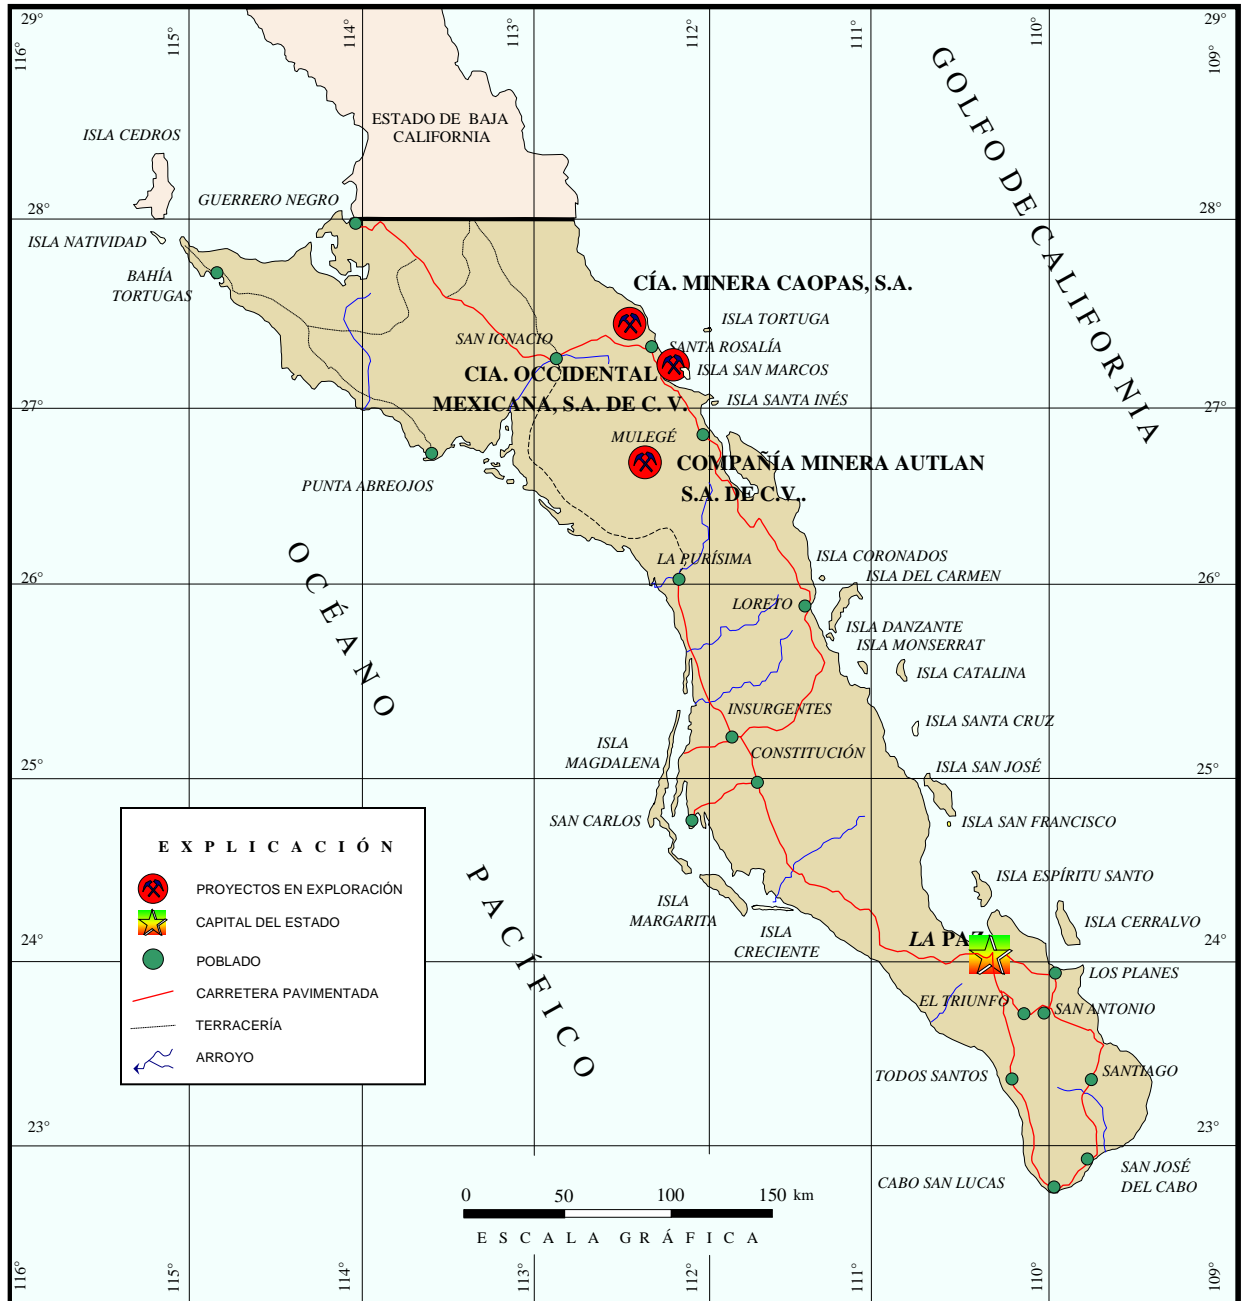 29°
116°
115°
114°
113°
112°
111°
110°
29°
109°
GOLFO DE CALIFORNIA
ESTADO DE BAJA
CALIFORNIA
ISLA CEDROS
GUERRERO NEGRO
28°
28°
ISLA NATIVIDAD
BAHÍA
TORTUGAS
CÍA. MINERA CAOPAS, S.A.
ISLA TORTUGA
SAN IGNACIO
SANTA ROSALÍA
ISLA SAN MARCOS
CIA. OCCIDENTAL
MEXICANA, S.A. DE C. V.
ISLA SANTA INÉS
27°
27°
MULEGÉ
COMPAÑÍA MINERA AUTLAN
S.A. DE C.V..
PUNTA ABREOJOS
OCÉANO
LA PURÍSIMA
ISLA CORONADOS
ISLA DEL CARMEN
26°
26°
LORETO
ISLA DANZANTE
ISLA MONSERRAT
ISLA CATALINA
INSURGENTES
ISLA SANTA CRUZ
ISLA
MAGDALENA
CONSTITUCIÓN
25°
25°
ISLA SAN JOSÉ
SAN CARLOS
ISLA SAN FRANCISCO
EXPLICACIÓN
PROYECTOS EN EXPLORACIÓN
CAPITAL DEL ESTADO
POBLADO
CARRETERA PAVIMENTADA
TERRACERÍA
ARROYO
PACÍFICO
ISLA ESPÍRITU SANTO
ISLA
MARGARITA
ISLA
CRECIENTE
ISLA CERRALVO
24°
24°
LA PAZ
LOS PLANES
EL TRIUNFO
SAN ANTONIO
TODOS SANTOS
SANTIAGO
23°
23°
CABO SAN LUCAS
SAN JOSÉ
DEL CABO
0 50 100 150 km
ESCALA GRÁFICA
116°
115°
114°
113°
112°
111°
110°
109°